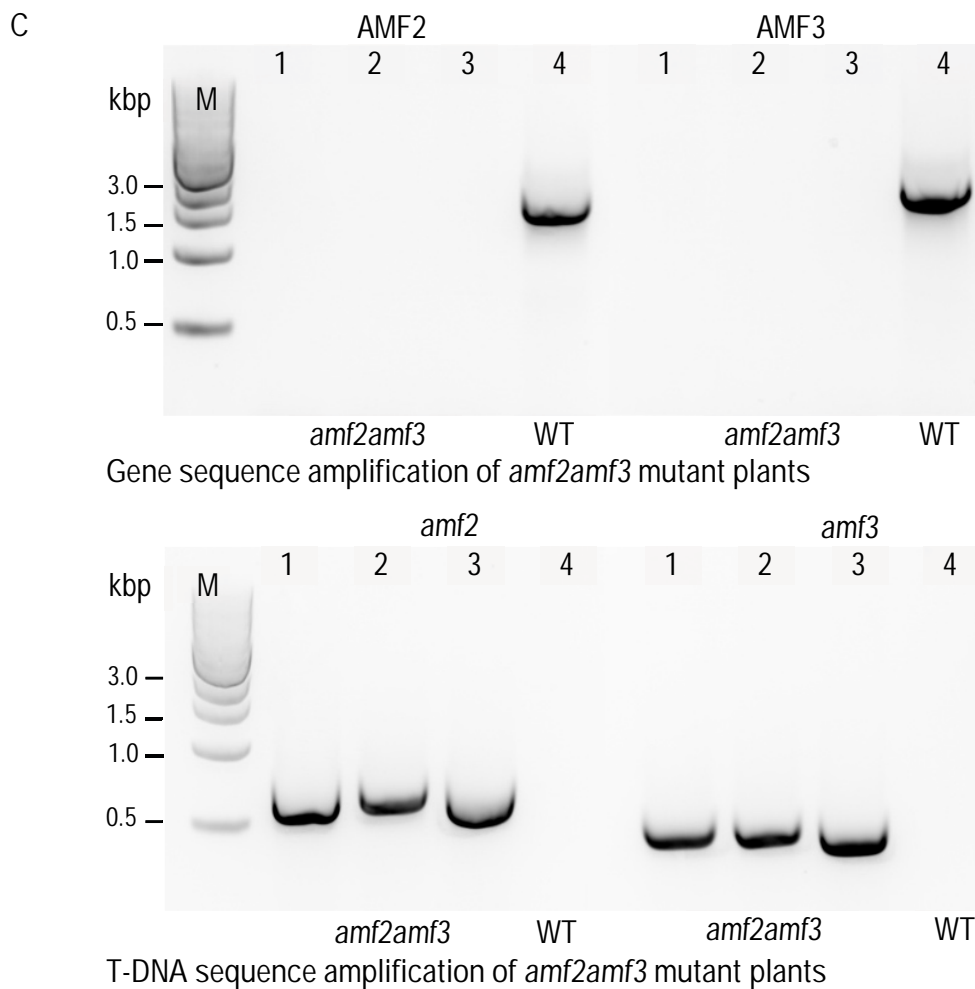 C
AMF2 AMF3
1 2 3 4 1 2 3 4
kbp M
3.0
1.5
1.0
0.5
amf2amf3 WT amf2amf3 WT
Gene sequence amplification of amf2amf3 mutant plants
amf2 amf3
1 2 3 4 1 2 3 4
kbp M
3.0
1.5
1.0
0.5
amf2amf3 WT amf2amf3 WT
T-DNA sequence amplification of amf2amf3 mutant plants